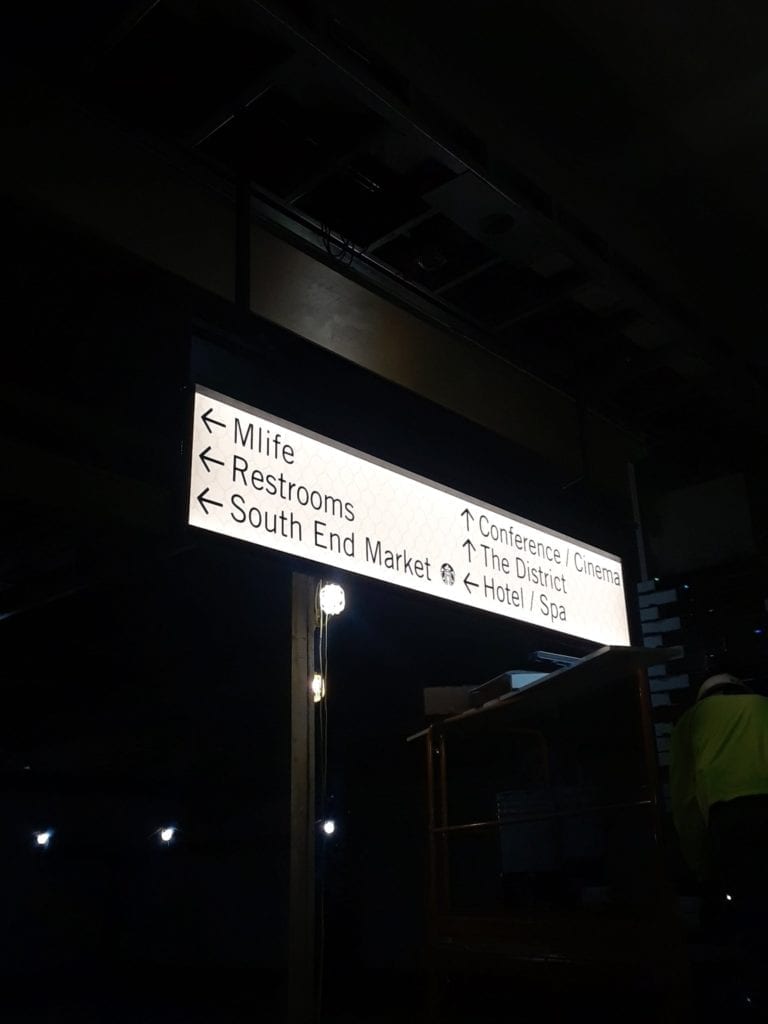 ← Mlife
← Restrooms
← South End Market
↑ Conference / Cinema
↑ The District
← Hotel / Spa